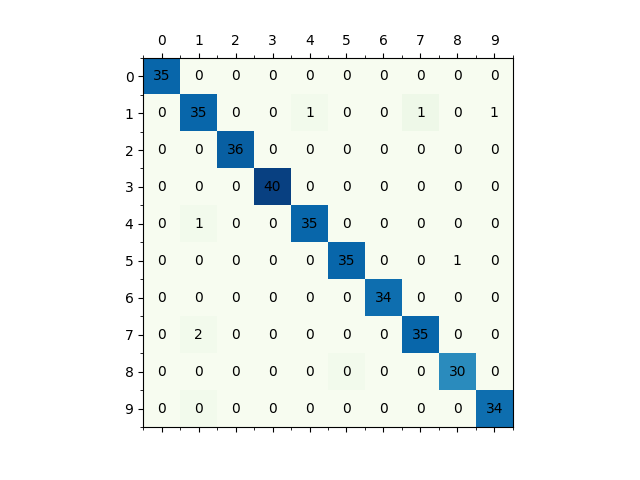 0 1 2 3 4 5 6 7 8 9
0 35 0 0 0 0 0 0 0 0 0
1 0 35 0 0 1 0 0 1 0 1
2 0 0 36 0 0 0 0 0 0 0
3 0 0 0 40 0 0 0 0 0 0
4 0 1 0 0 35 0 0 0 0 0
5 0 0 0 0 0 35 0 0 1 0
6 0 0 0 0 0 0 34 0 0 0
7 0 2 0 0 0 0 0 35 0 0
8 0 0 0 0 0 0 0 0 30 0
9 0 0 0 0 0 0 0 0 0 34